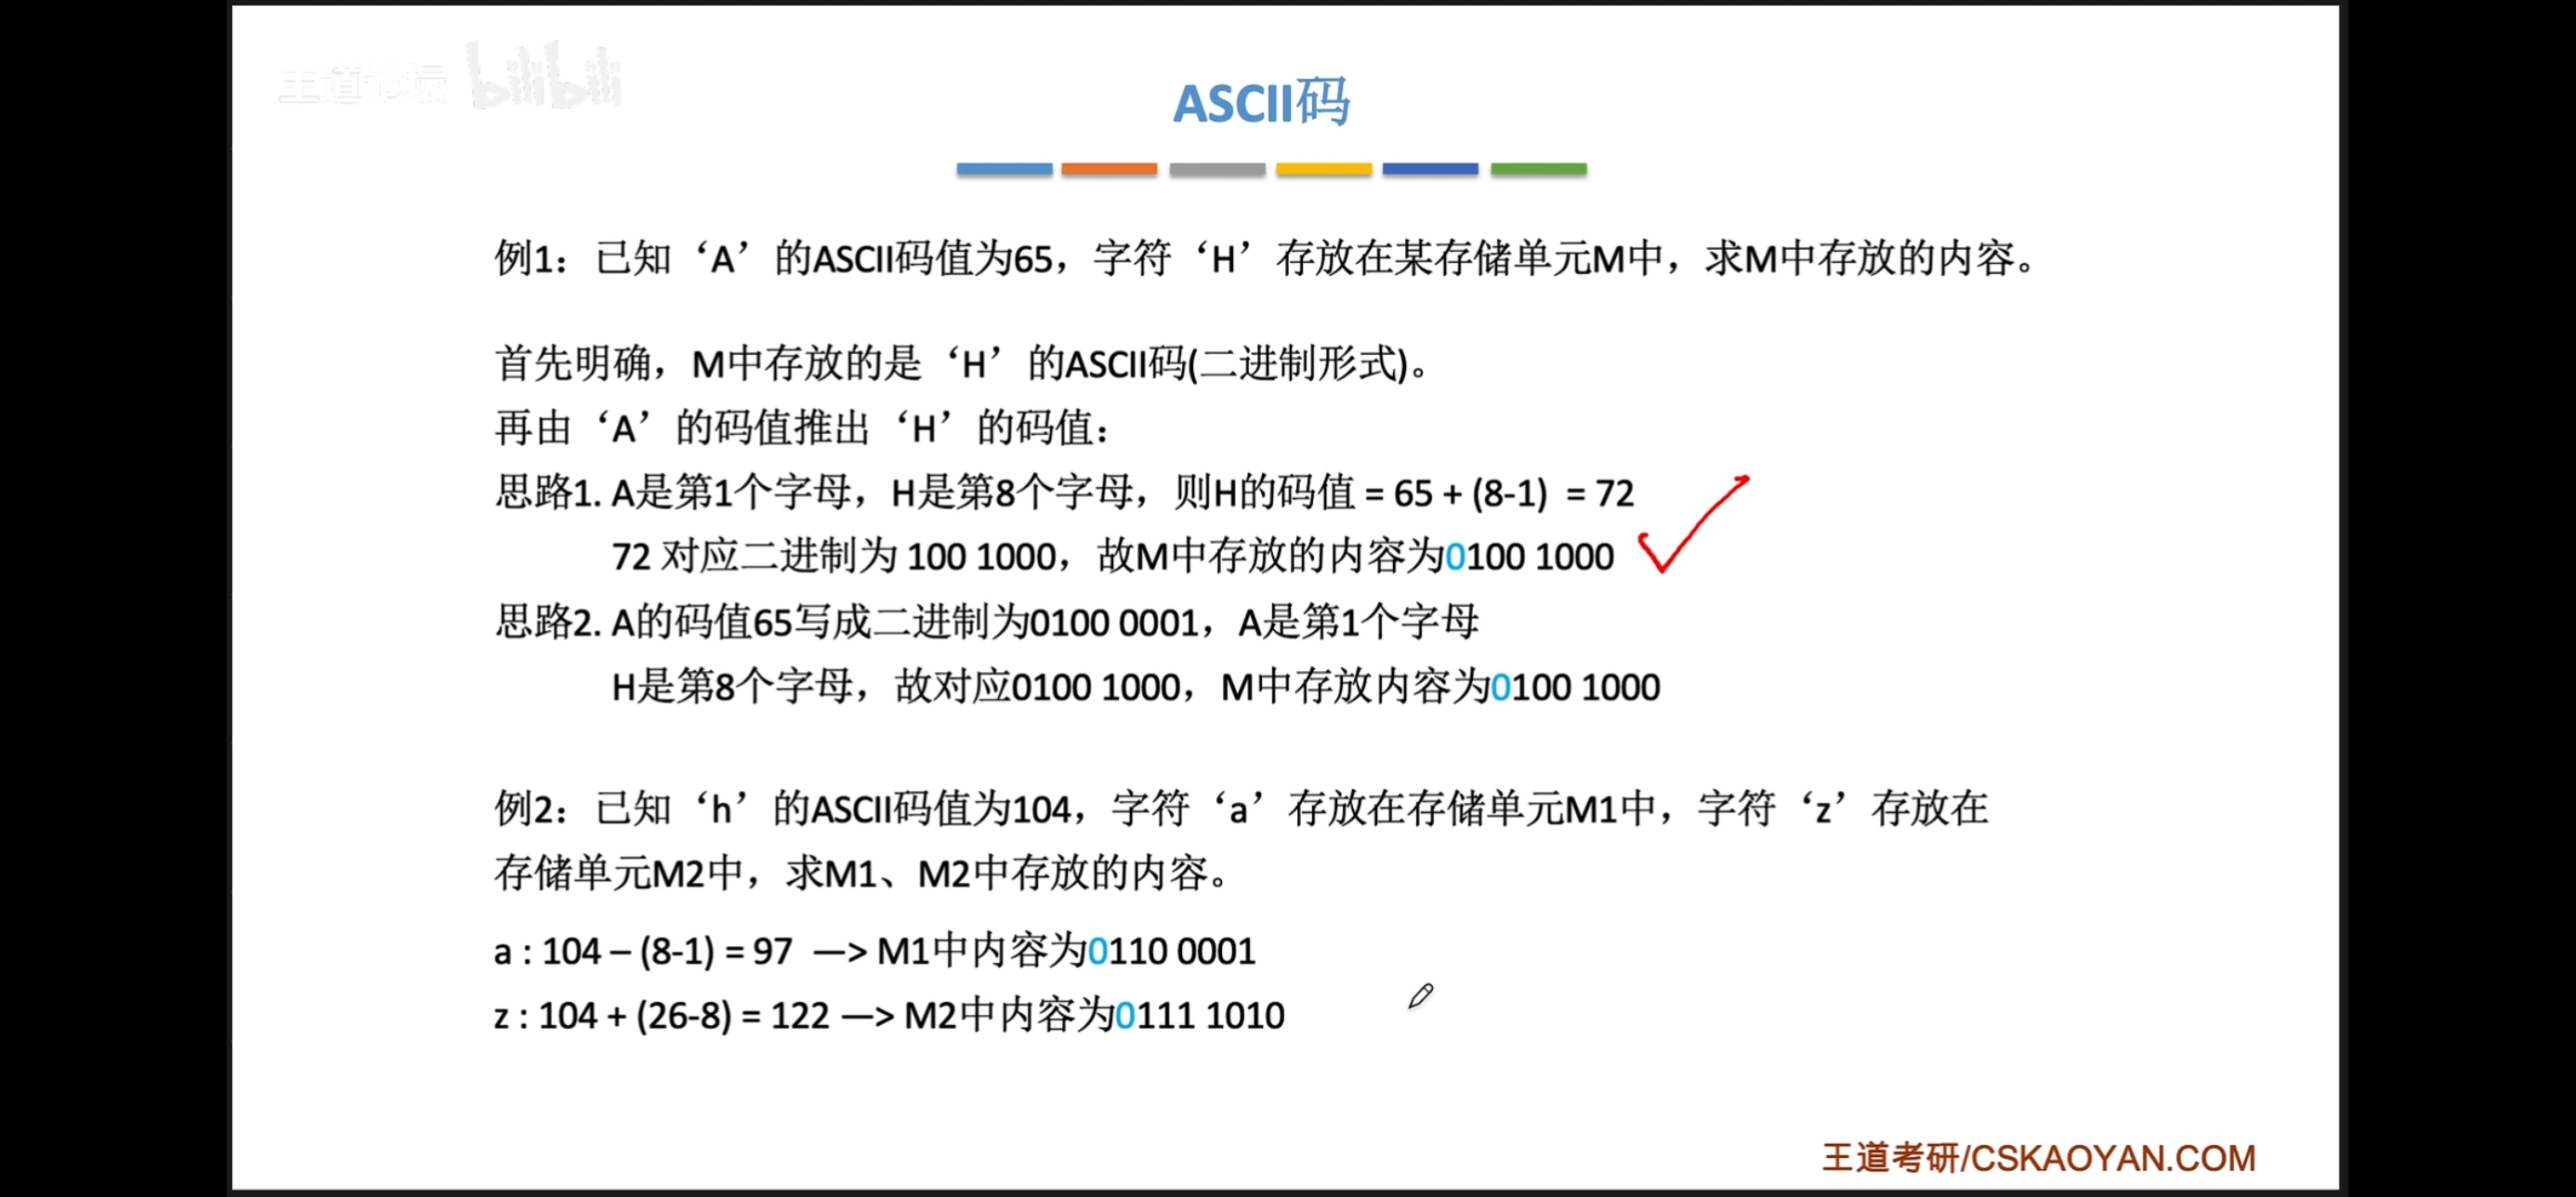 王道论坛 bilibili
ASCII码
例1：已知‘A’的ASCII码值为65，字符‘H’存放在某存储单元M中，求M中存放的内容。
首先明确，M中存放的是‘H’的ASCII码(二进制形式)。
再由‘A’的码值推出‘H’的码值：
思路1. A是第1个字母，H是第8个字母，则H的码值 = 65 + (8-1) = 72
72 对应二进制为 100 1000，故M中存放的内容为0100 1000
思路2. A的码值65写成二进制为0100 0001，A是第1个字母
H是第8个字母，故对应0100 1000，M中存放内容为0100 1000
例2：已知‘h’的ASCII码值为104，字符‘a’存放在存储单元M1中，字符‘z’存放在
存储单元M2中，求M1、M2中存放的内容。
a : 104 – (8-1) = 97 —> M1中内容为0110 0001
z : 104 + (26-8) = 122 —> M2中内容为0111 1010
王道考研/CSKAOYAN.COM